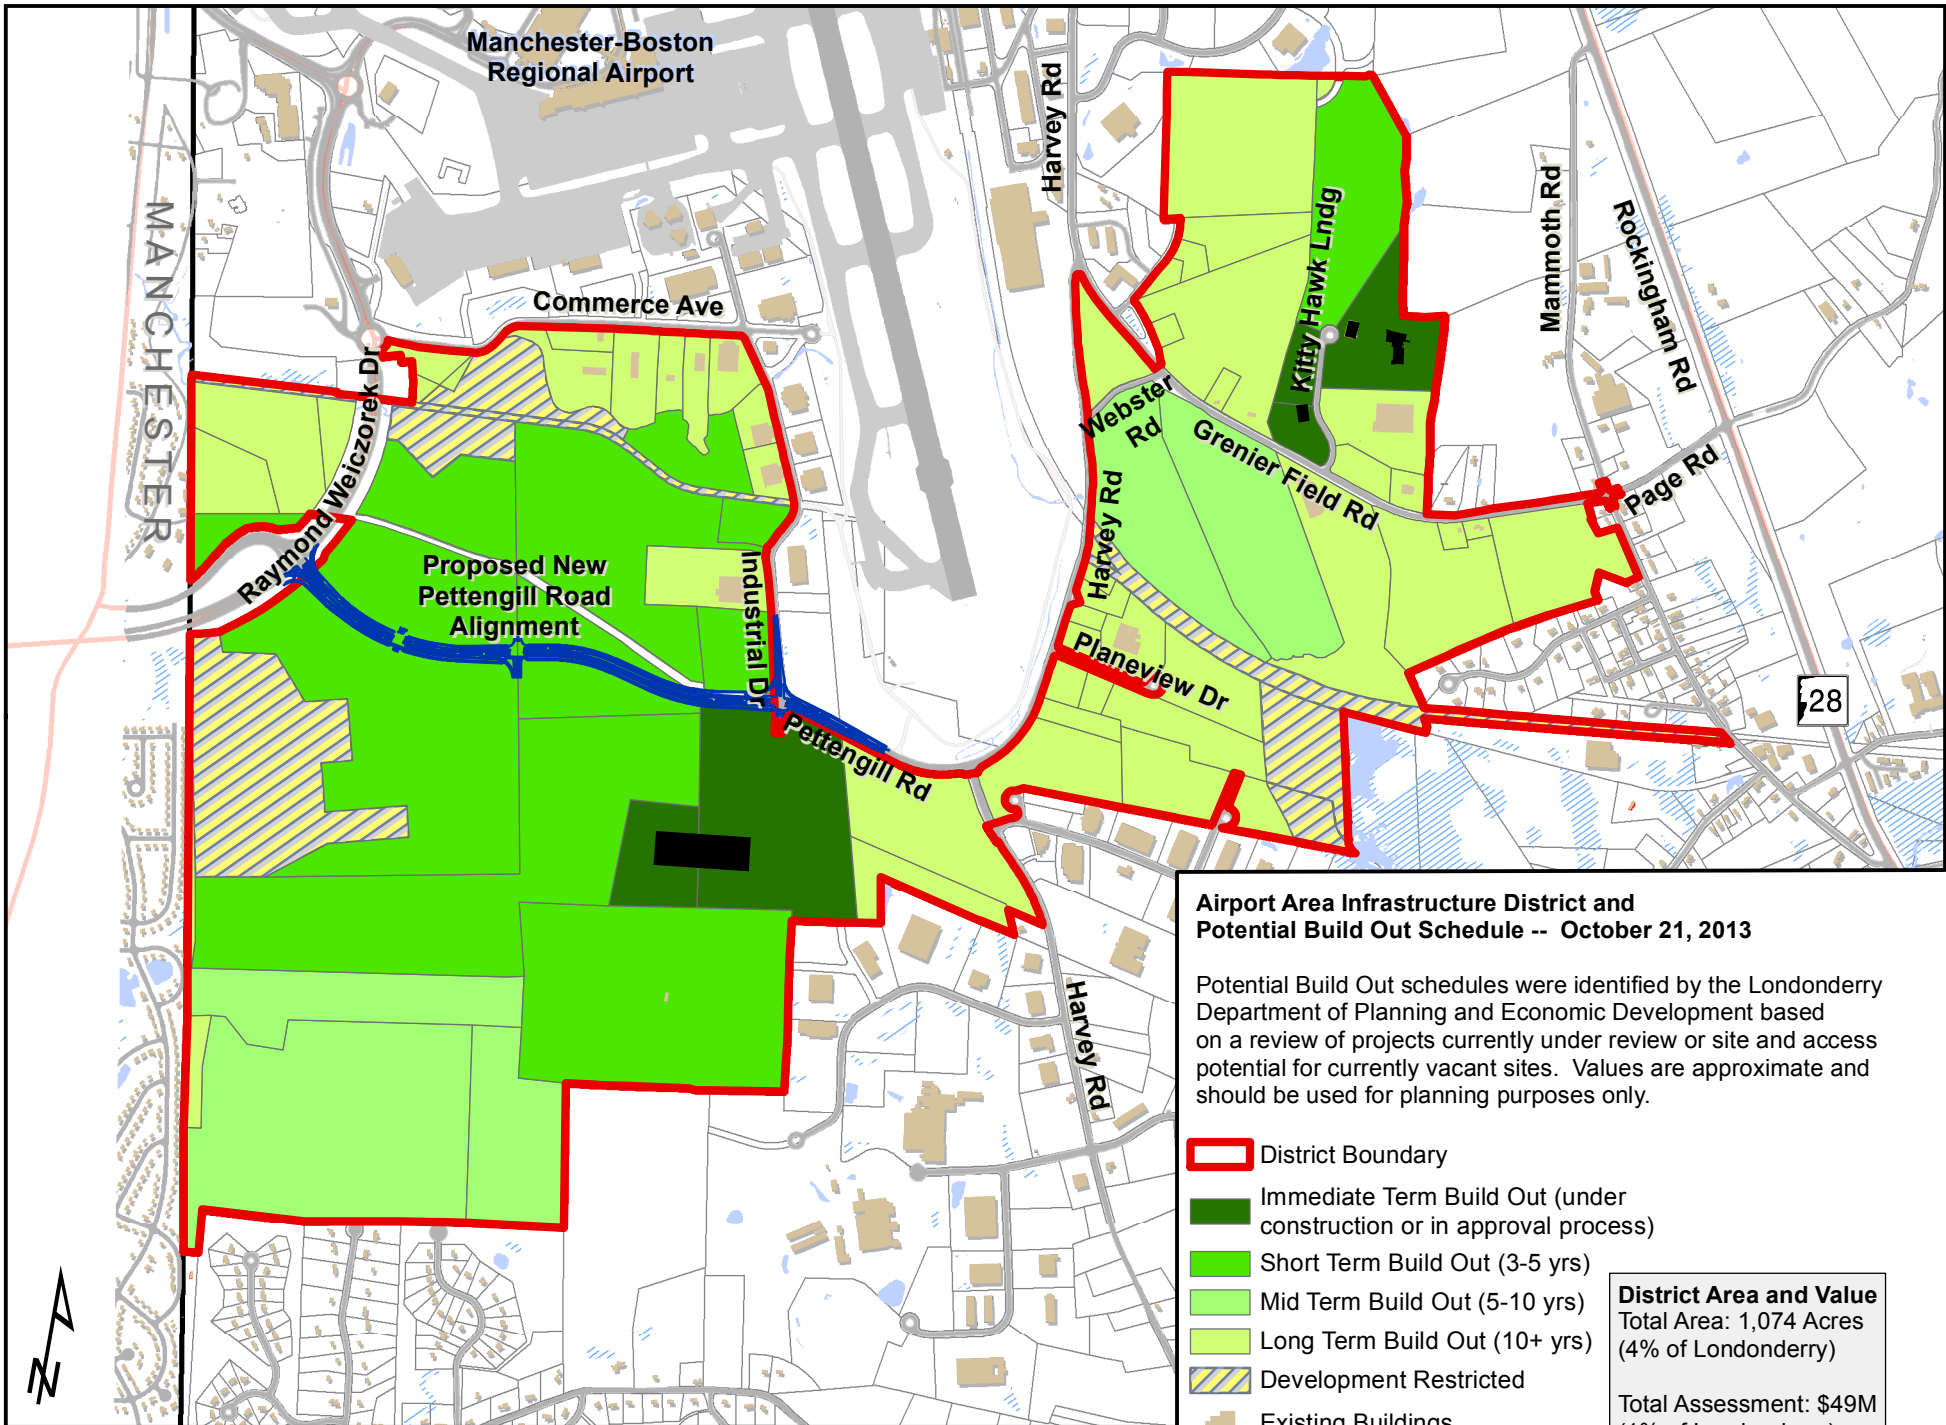 Manchester-Boston
Regional Airport
Harvey Rd
MANCHESTER
Commerce Ave
Kitty Hawk Lndg
Mammoth Rd
Rockingham Rd
Raymond Weiczorek Dr
Webster
Rd
Grenier Field Rd
Page Rd
Harvey Rd
Proposed New
Pettengill Road
Alignment
Industrial Dr
Planeview Dr
28
Pettengill Rd
Harvey Rd
N
Airport Area Infrastructure District and
Potential Build Out Schedule -- October 21, 2013
Potential Build Out schedules were identified by the Londonderry
Department of Planning and Economic Development based
on a review of projects currently under review or site and access
potential for currently vacant sites. Values are approximate and
should be used for planning purposes only.
District Boundary
Immediate Term Build Out (under
construction or in approval process)
Short Term Build Out (3-5 yrs)
Mid Term Build Out (5-10 yrs)
Long Term Build Out (10+ yrs)
Development Restricted
Existing Buildings
District Area and Value
Total Area: 1,074 Acres
(4% of Londonderry)
Total Assessment: $49M